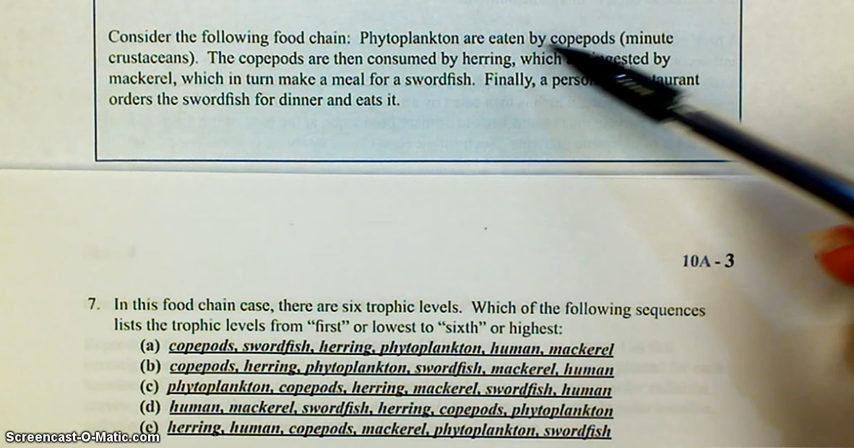 Consider the following food chain: Phytoplankton are eaten by copepods (minute
crustaceans). The copepods are then consumed by herring, which ingested by
mackerel, which in turn make a meal for a swordfish. Finally, a person
orders the swordfish for dinner and eats it.
10A - 3
7. In this food chain case, there are six trophic levels. Which of the following sequences
lists the trophic levels from “first” or lowest to “sixth” or highest:
(a) copepods, swordfish, herring, phytoplankton, human, mackerel
(b) copepods, herring, phytoplankton, swordfish, mackerel, human
(c) phytoplankton, copepods, herring, mackerel, swordfish, human
(d) human, mackerel, swordfish, herring, copepods, phytoplankton
(e) herring, human, copepods, mackerel, phytoplankton, swordfish
Screencast-O-Matic.com